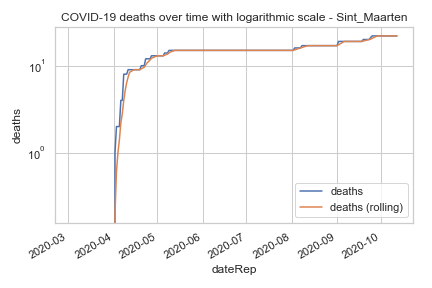 COVID-19 deaths over time with logarithmic scale - Sint_Maarten
deaths
10^1
10^0
deaths
deaths (rolling)
2020-03
2020-04
2020-05
2020-06
2020-07
2020-08
2020-09
2020-10
dateRep